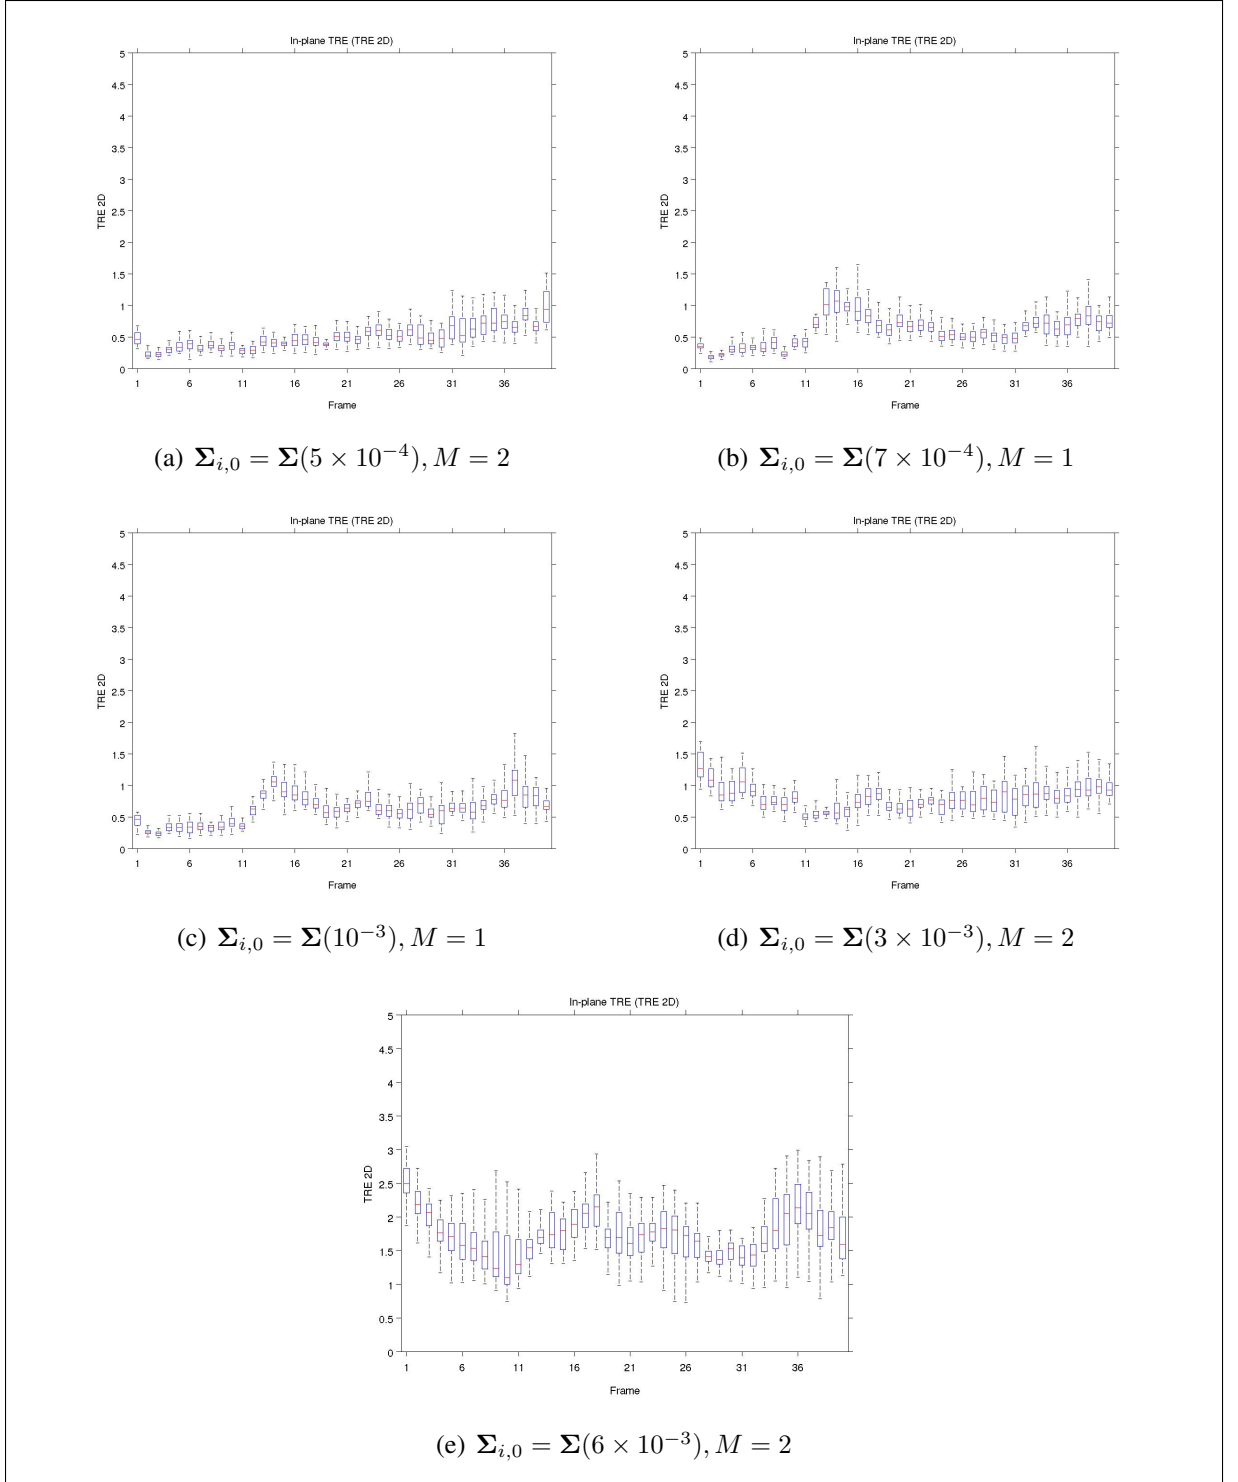 In-plane TRE (TRE 2D)
5
4.5
4
3.5
3
2.5
2
1.5
1
0.5
0
TRE 2D
1 6 11 16 21 26 31 36
Frame
(a) Σ_{i,0} = Σ(5 × 10^{−4}), M = 2
In-plane TRE (TRE 2D)
5
4.5
4
3.5
3
2.5
2
1.5
1
0.5
0
TRE 2D
1 6 11 16 21 26 31 36
Frame
(b) Σ_{i,0} = Σ(7 × 10^{−4}), M = 1
In-plane TRE (TRE 2D)
5
4.5
4
3.5
3
2.5
2
1.5
1
0.5
0
TRE 2D
1 6 11 16 21 26 31 36
Frame
(c) Σ_{i,0} = Σ(10^{−3}), M = 1
In-plane TRE (TRE 2D)
5
4.5
4
3.5
3
2.5
2
1.5
1
0.5
0
TRE 2D
1 6 11 16 21 26 31 36
Frame
(d) Σ_{i,0} = Σ(3 × 10^{−3}), M = 2
In-plane TRE (TRE 2D)
5
4.5
4
3.5
3
2.5
2
1.5
1
0.5
0
TRE 2D
1 6 11 16 21 26 31 36
Frame
(e) Σ_{i,0} = Σ(6 × 10^{−3}), M = 2